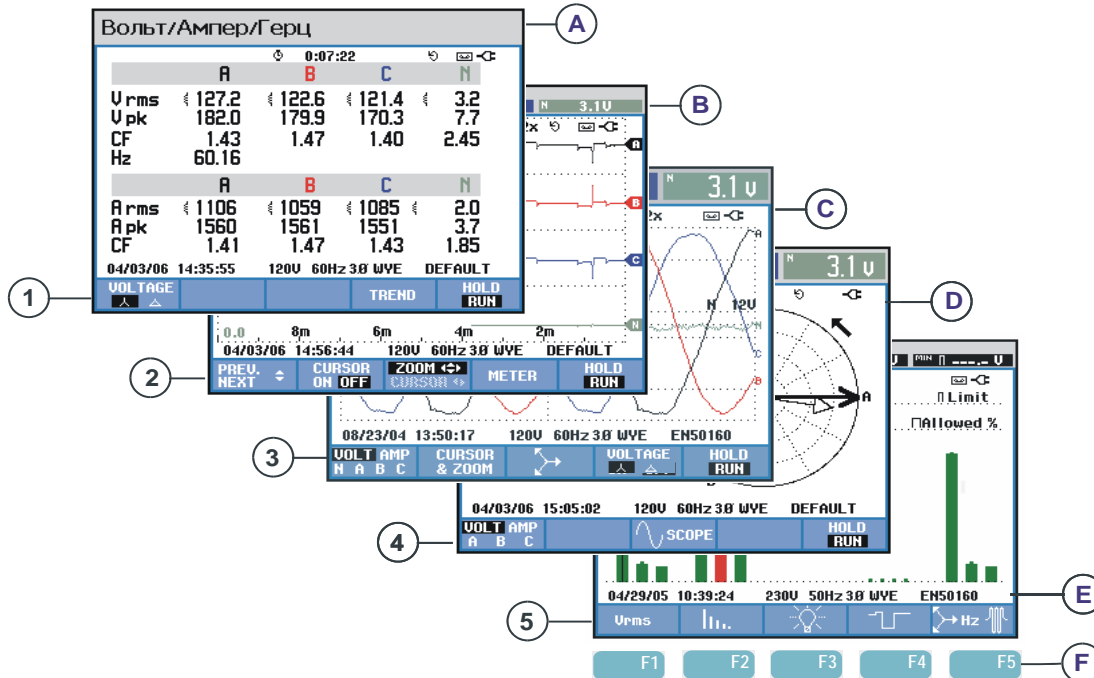 Вольт/Ампер/Герц
A
0:07:22
A B C N
V rms 127.2 122.6 121.4 3.2
V pk 182.0 179.9 170.3 7.7
CF 1.43 1.47 1.40 2.45
Hz 60.16
A B C N
A rms 1106 1059 1085 2.0
A pk 1560 1561 1551 3.7
CF 1.41 1.47 1.43 1.85
04/03/06 14:35:55 120V 60Hz 3Ø WYE DEFAULT
1
VOLTAGE TREND HOLD
RUN
N 3.1V
B
2x
A
B
C
N
0.0 8m 6m 4m 2m
04/03/06 14:56:44 120V 60Hz 3Ø WYE DEFAULT
2
PREV. CURSOR ZOOM METER HOLD
NEXT ON OFF CURSOR RUN
N 3.1 V
C
2x
A
N 12V
N
C
B
08/23/04 13:50:17 120V 60Hz 3Ø WYE EN50160
3
VOLT AMP CURSOR VOLTAGE HOLD
N A B C & ZOOM RUN
N 3.1 V
D
A
04/03/06 15:05:02 120V 60Hz 3Ø WYE DEFAULT
4
VOLT AMP SCOPE HOLD
A B C RUN
MIN ---.- V
Limit
Allowed %
04/29/05 10:39:24 230V 50Hz 3Ø WYE EN50160
E
5
Vrms Hz
F1 F2 F3 F4 F5
F